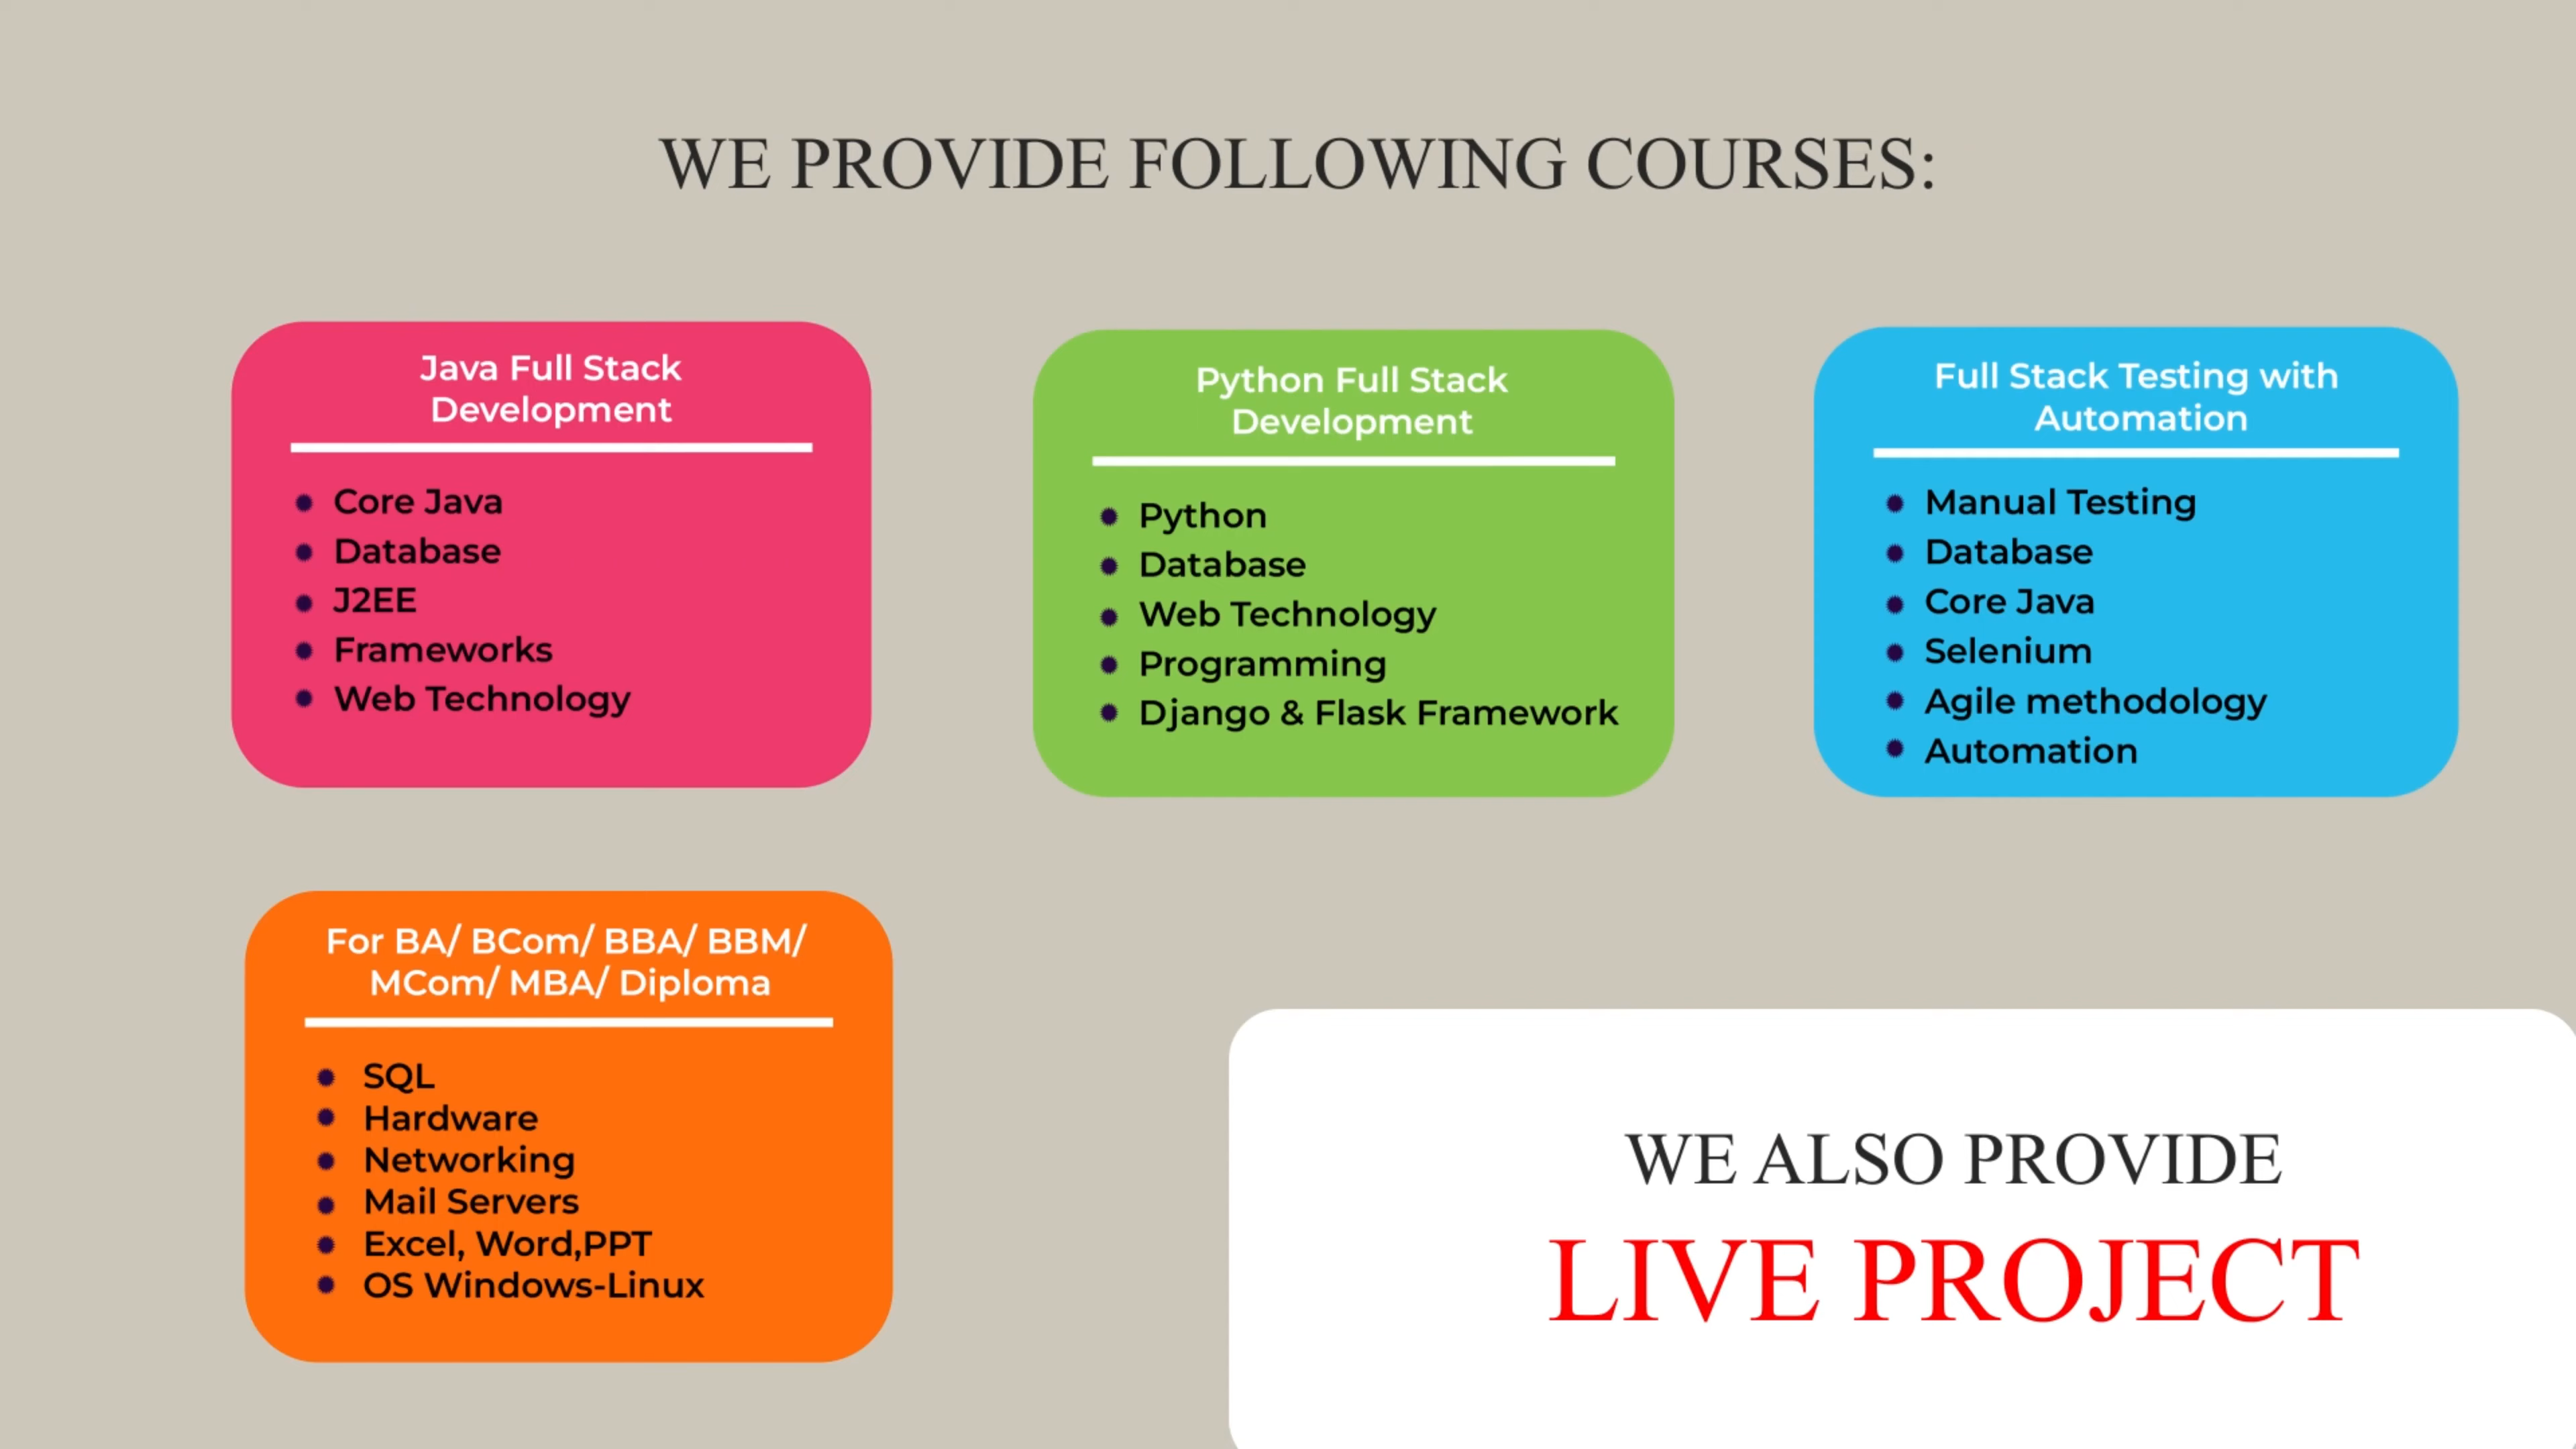 WE PROVIDE FOLLOWING COURSES:
Java Full Stack
Development
Core Java
Database
J2EE
Frameworks
Web Technology
Python Full Stack
Development
Python
Database
Web Technology
Programming
Django & Flask Framework
Full Stack Testing with
Automation
Manual Testing
Database
Core Java
Selenium
Agile methodology
Automation
For BA/ BCom/ BBA/ BBM/
MCom/ MBA/ Diploma
SQL
Hardware
Networking
Mail Servers
Excel, Word,PPT
OS Windows-Linux
WE ALSO PROVIDE
LIVE PROJECT